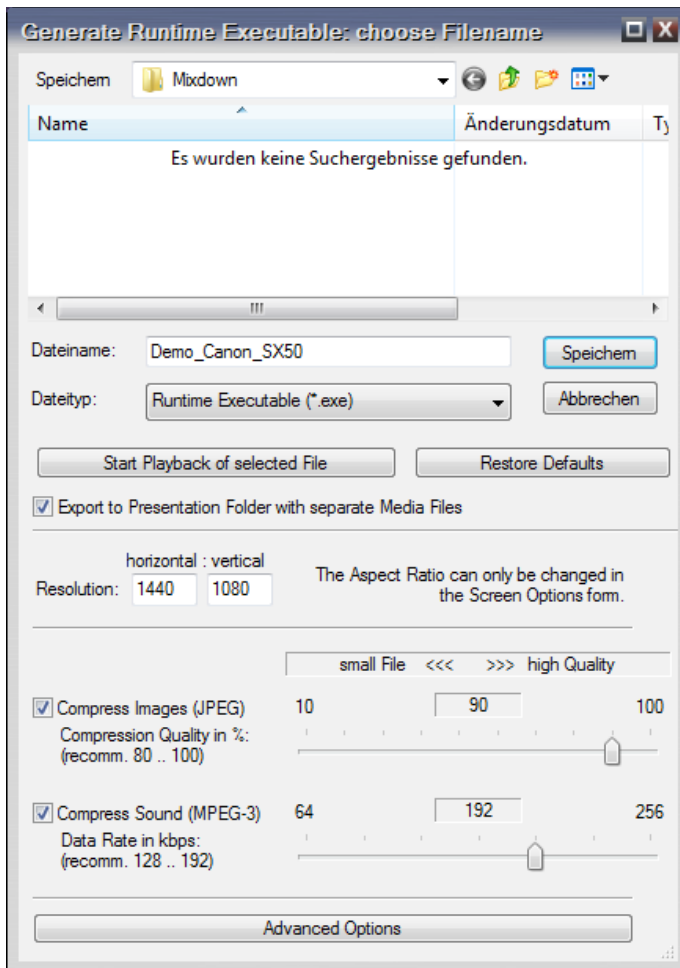 Generate Runtime Executable: choose Filename
Speichern Mixdown
Name Änderungsdatum Ty
Es wurden keine Suchergebnisse gefunden.
Dateiname: Demo_Canon_SX50 Speichern
Dateityp: Runtime Executable (*.exe) Abbrechen
Start Playback of selected File Restore Defaults
Export to Presentation Folder with separate Media Files
horizontal : vertical
Resolution: 1440 1080
The Aspect Ratio can only be changed in
the Screen Options form.
small File <<< >>> high Quality
Compress Images (JPEG) 10 90 100
Compression Quality in %:
(recomm. 80 .. 100)
Compress Sound (MPEG-3) 64 192 256
Data Rate in kbps:
(recomm. 128 .. 192)
Advanced Options